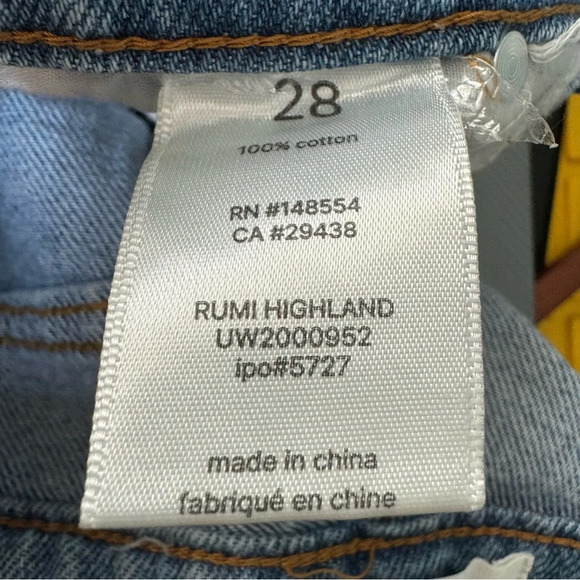 28
100% cotton
RN #148554
CA #29438
RUMI HIGHLAND
UW2000952
ipo#5727
made in china
fabriqué en chine